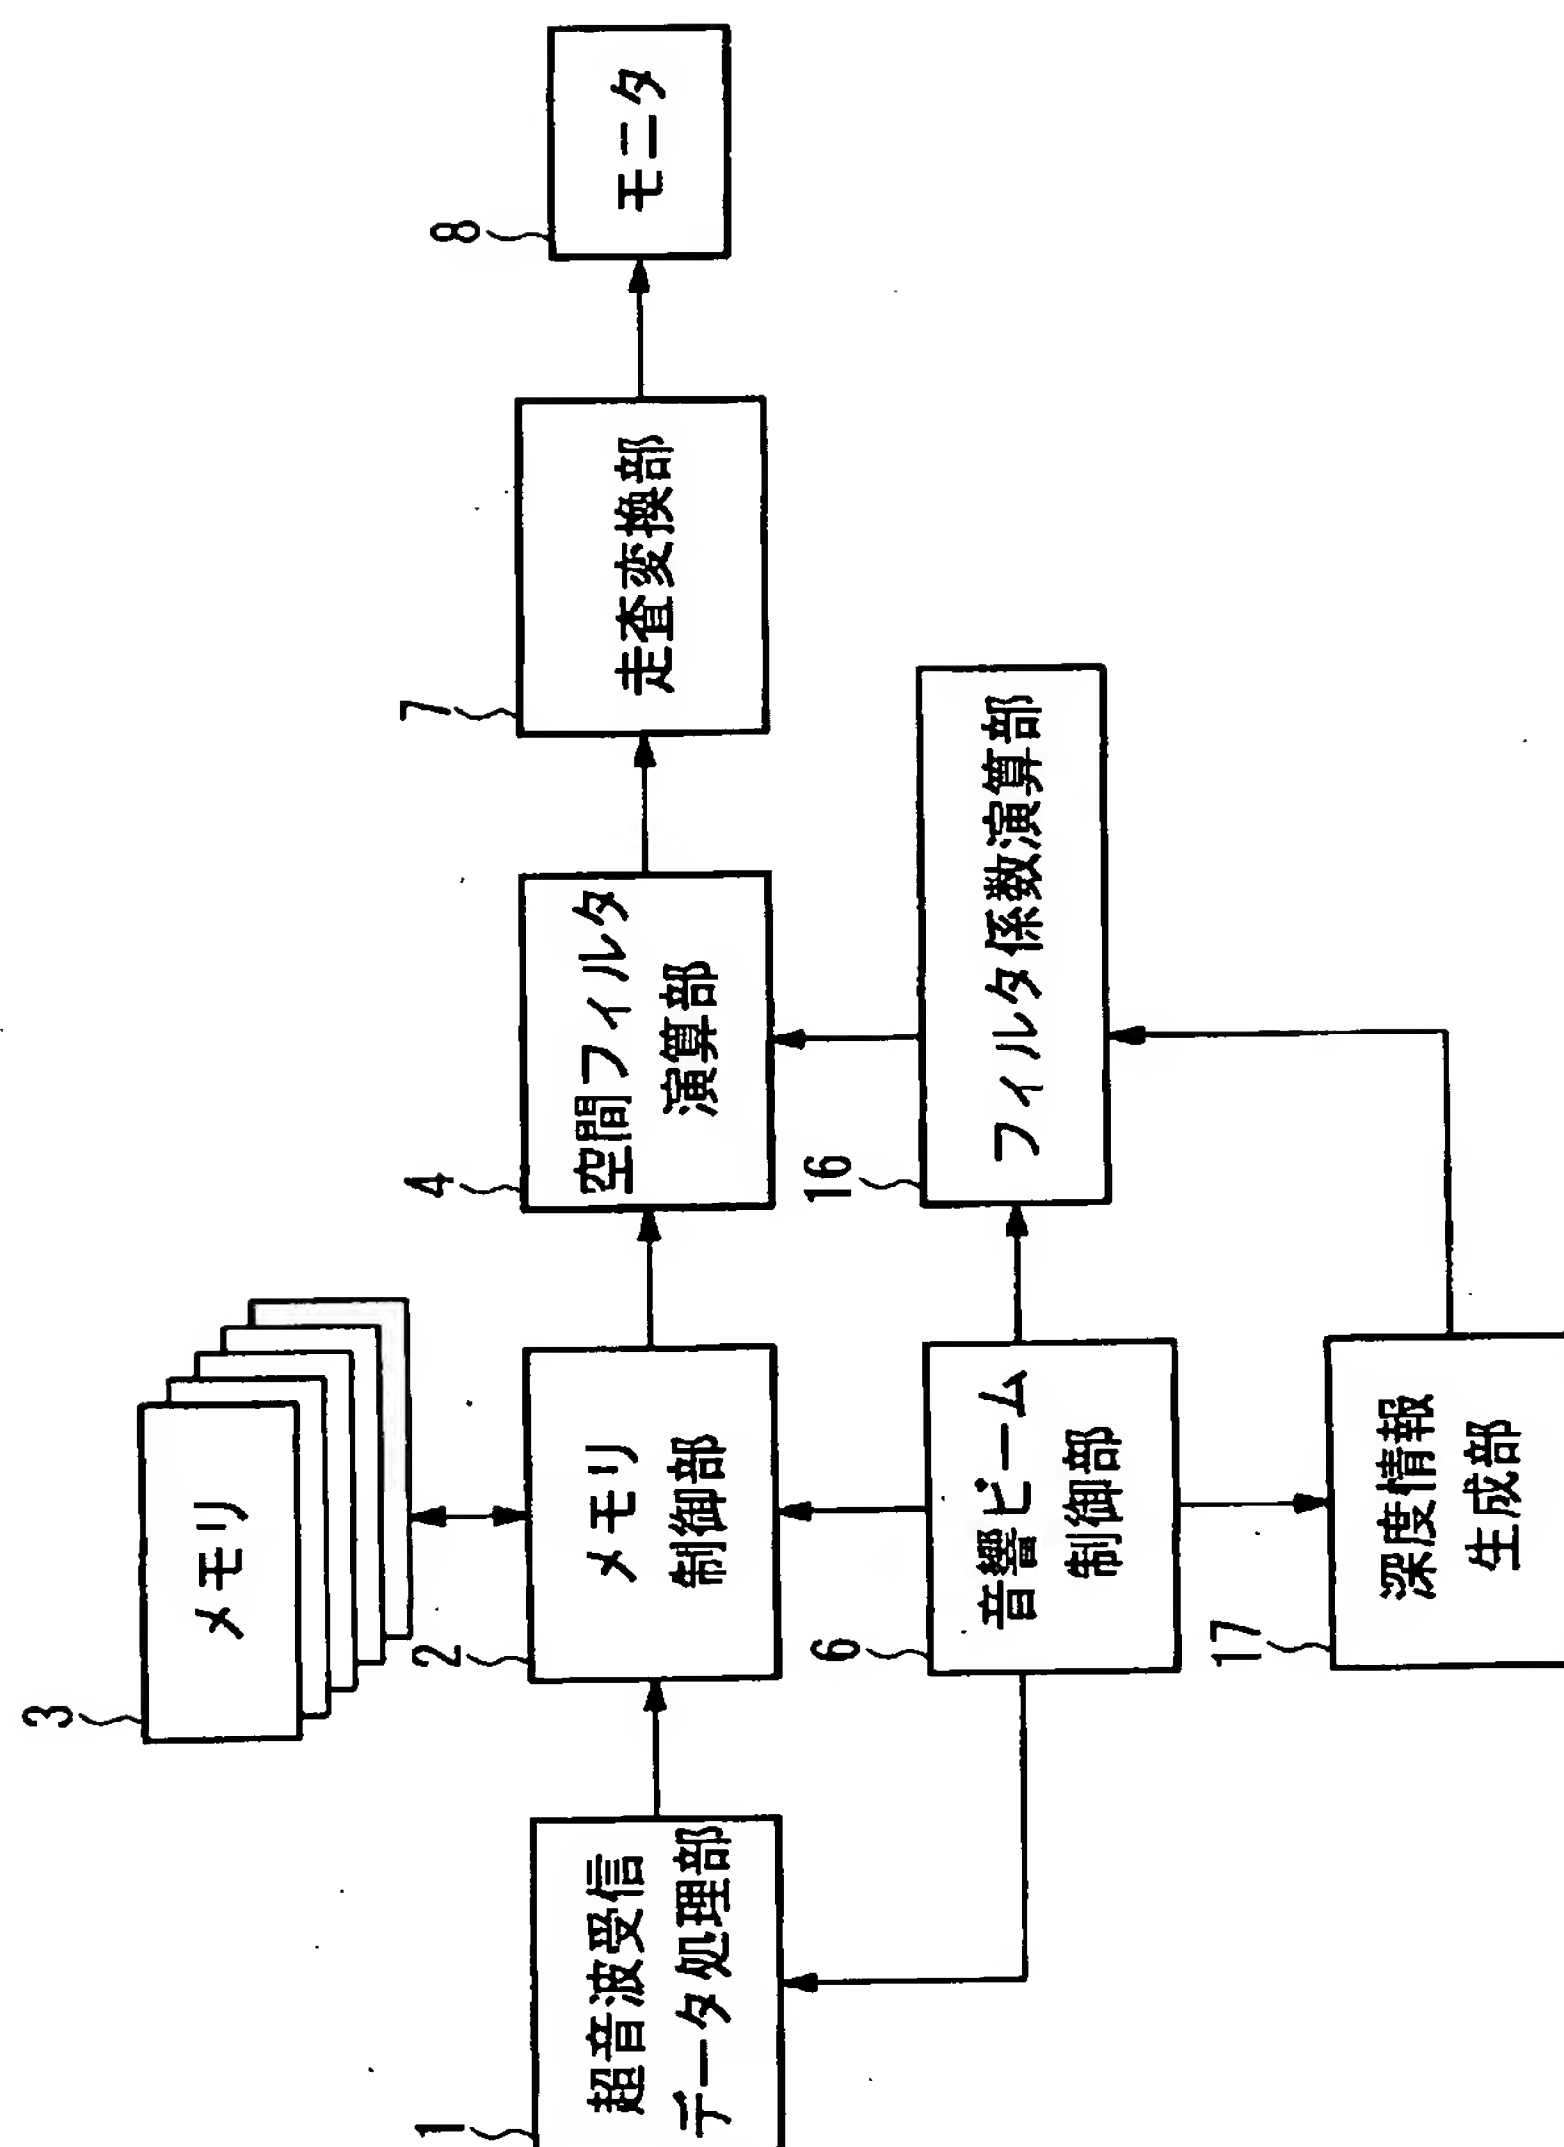 3
メモリ
1
超音波受信
データ処理部
2
メモリ
制御部
4
空間フィルタ
演算部
7
走査変換部
8
モニタ
6
音響ビーム
制御部
16
フィルタ係数演算部
17
深度情報
生成部